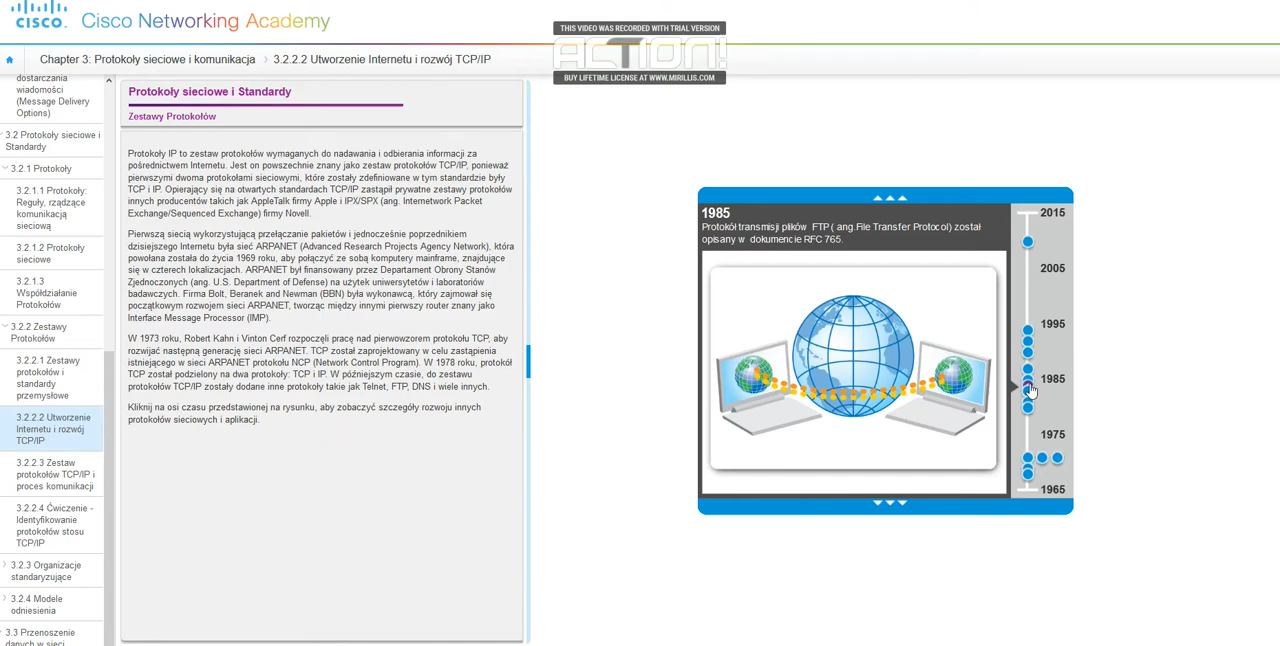 CISCO. Cisco Networking Academy
THIS VIDEO WAS RECORDED WITH TRIAL VERSION
ACTION!
BUY LIFETIME LICENSE AT WWW.MIRILLIS.COM
Chapter 3: Protokoły sieciowe i komunikacja
3.2.2.2 Utworzenie Internetu i rozwój TCP/IP
dostarczania
wiadomości
(Message Delivery
Options)
3.2 Protokoły sieciowe i
Standardy
3.2.1 Protokoły
3.2.1.1 Protokoły:
Reguły, rządzące
komunikacją
sieciową
3.2.1.2 Protokoły
sieciowe
3.2.1.3
Współdziałanie
Protokołów
3.2.2 Zestawy
Protokołów
3.2.2.1 Zestawy
protokołów i
standardy
przemysłowe
3.2.2.2 Utworzenie
Internetu i rozwój
TCP/IP
3.2.2.3 Zestaw
protokołów TCP/IP i
proces komunikacji
3.2.2.4 Ćwiczenie -
Identyfikowanie
protokołów stosu
TCP/IP
3.2.3 Organizacje
standaryzujące
3.2.4 Modele
odniesienia
3.3 Przenoszenie
danych w sieci
Protokoły sieciowe i Standardy
Zestawy Protokołów
Protokoły IP to zestaw protokołów wymaganych do nadawania i odbierania informacji za
pośrednictwem Internetu. Jest on powszechnie znany jako zestaw protokołów TCP/IP, ponieważ
pierwszymi dwoma protokołami sieciowymi, które zostały zdefiniowane w tym standardzie były
TCP i IP. Opierający się na otwartych standardach TCP/IP zastąpił prywatne zestawy protokołów
innych producentów takich jak AppleTalk firmy Apple i IPX/SPX (ang. Internetwork Packet
Exchange/Sequenced Exchange) firmy Novell.
Pierwszą siecią wykorzystującą przełączanie pakietów i jednocześnie poprzednikiem
dzisiejszego Internetu była sieć ARPANET (Advanced Research Projects Agency Network), która
powołana została do życia 1969 roku, aby połączyć ze sobą komputery mainframe, znajdujące
się w czterech lokalizacjach. ARPANET był finansowany przez Departament Obrony Stanów
Zjednoczonych (ang. U.S. Department of Defense) na użytek uniwersytetów i laboratoriów
badawczych. Firma Bolt, Beranek and Newman (BBN) była wykonawcą, który zajmował się
początkowym rozwojem sieci ARPANET, tworząc między innymi pierwszy router znany jako
Interface Message Processor (IMP).
W 1973 roku, Robert Kahn i Vinton Cerf rozpoczęli pracę nad pierwowzorem protokołu TCP, aby
rozwijać następną generację sieci ARPANET. TCP został zaprojektowany w celu zastąpienia
istniejącego w sieci ARPANET protokołu NCP (Network Control Program). W 1978 roku, protokół
TCP został podzielony na dwa protokoły: TCP i IP. W późniejszym czasie, do zestawu
protokołów TCP/IP zostały dodane inne protokoły takie jak Telnet, FTP, DNS i wiele innych.
Kliknij na osi czasu przedstawionej na rysunku, aby zobaczyć szczegóły rozwoju innych
protokołów sieciowych i aplikacji.
1985
Protokół transmisji plików FTP ( ang.File Transfer Protocol) został
opisany w dokumencie RFC 765.
2015
2005
1995
1985
1975
1965